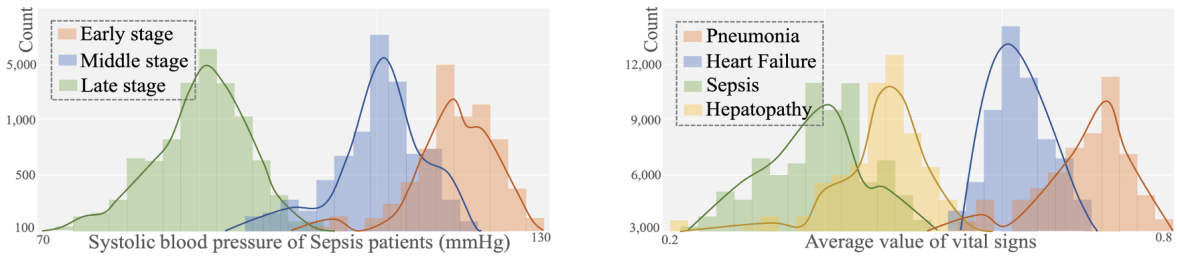 Count
Early stage
Middle stage
Late stage
5,000
1,000
500
100
70
Systolic blood pressure of Sepsis patients (mmHg)
130
Count
Pneumonia
Heart Failure
Sepsis
Hepatopathy
12,000
9,000
6,000
3,000
0.2
Average value of vital signs
0.8